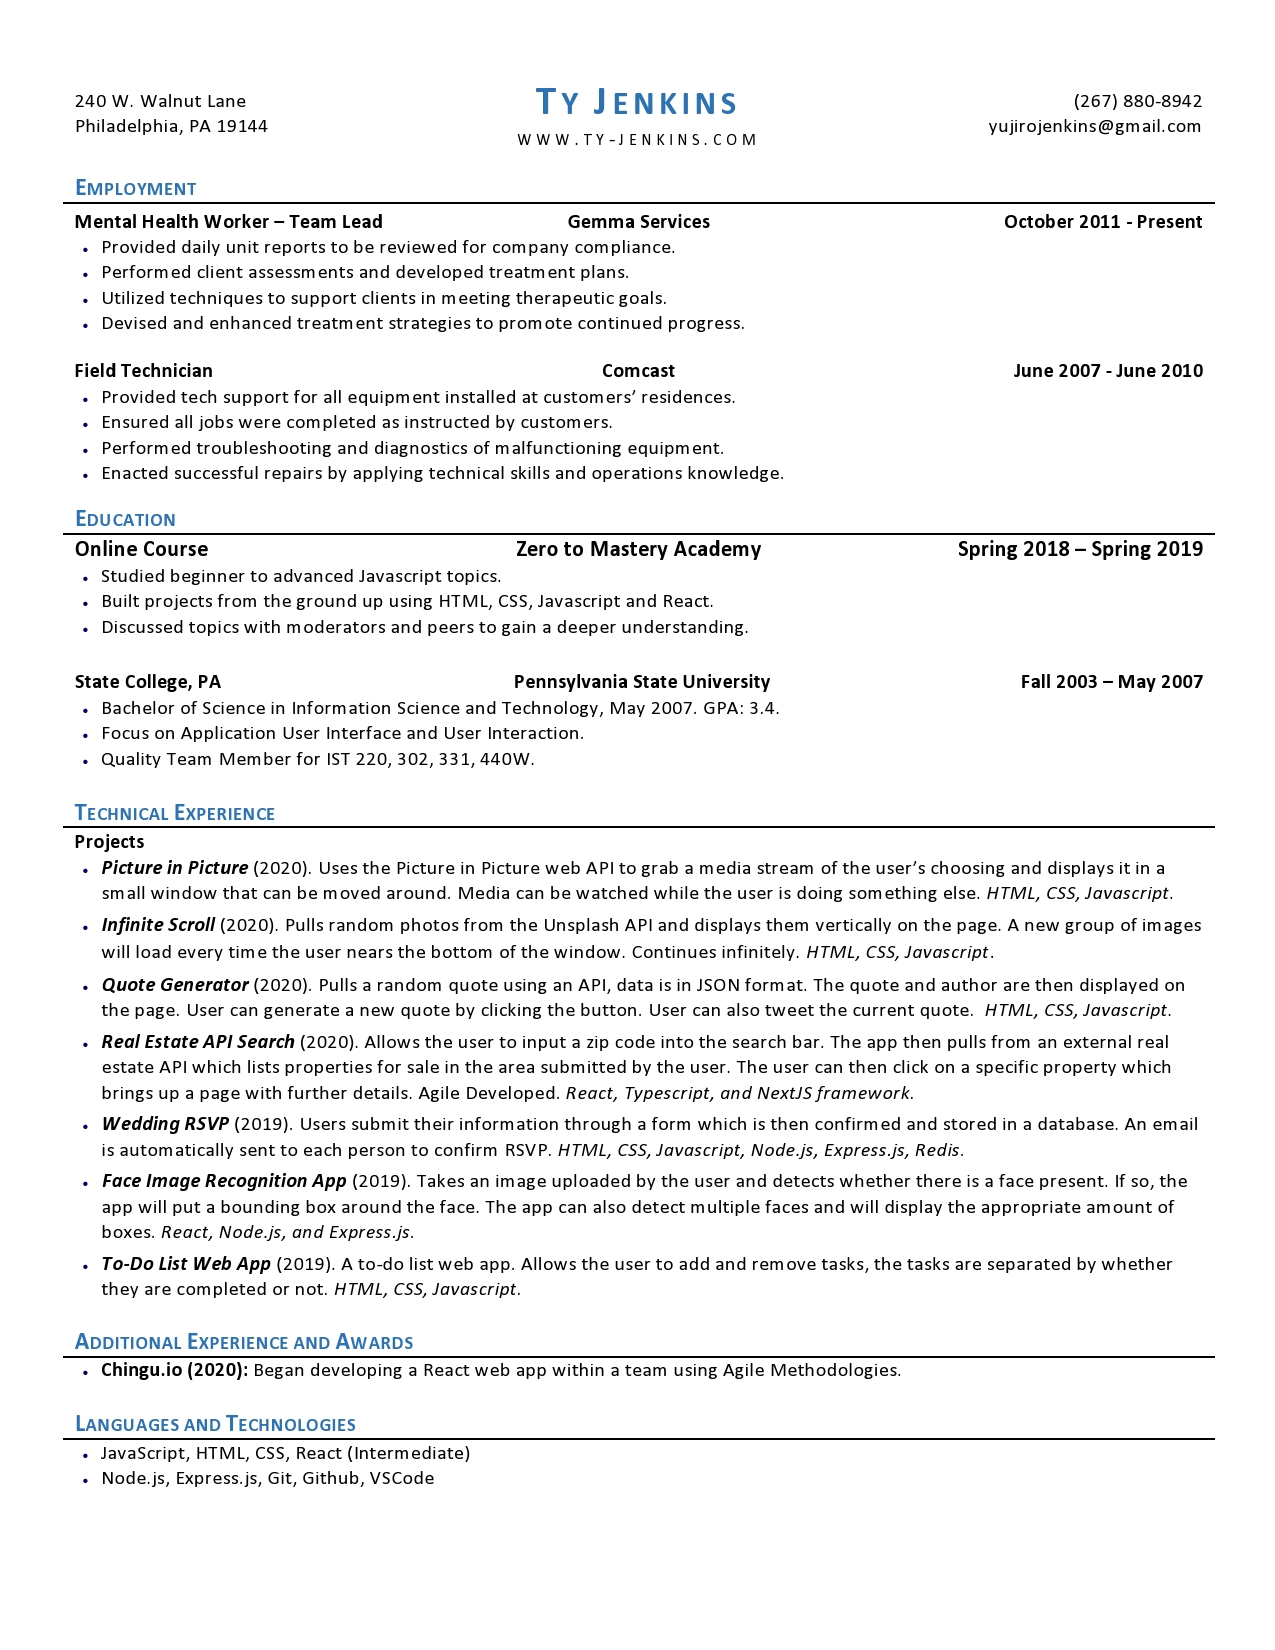 240 W. Walnut Lane
Philadelphia, PA 19144
TY JENKINS
WWW.TY-JENKINS.COM
(267) 880-8942
yujirojenkins@gmail.com
EMPLOYMENT
Mental Health Worker – Team Lead Gemma Services October 2011 - Present
• Provided daily unit reports to be reviewed for company compliance.
• Performed client assessments and developed treatment plans.
• Utilized techniques to support clients in meeting therapeutic goals.
• Devised and enhanced treatment strategies to promote continued progress.
Field Technician Comcast June 2007 - June 2010
• Provided tech support for all equipment installed at customers’ residences.
• Ensured all jobs were completed as instructed by customers.
• Performed troubleshooting and diagnostics of malfunctioning equipment.
• Enacted successful repairs by applying technical skills and operations knowledge.
EDUCATION
Online Course Zero to Mastery Academy Spring 2018 – Spring 2019
• Studied beginner to advanced Javascript topics.
• Built projects from the ground up using HTML, CSS, Javascript and React.
• Discussed topics with moderators and peers to gain a deeper understanding.
State College, PA Pennsylvania State University Fall 2003 – May 2007
• Bachelor of Science in Information Science and Technology, May 2007. GPA: 3.4.
• Focus on Application User Interface and User Interaction.
• Quality Team Member for IST 220, 302, 331, 440W.
TECHNICAL EXPERIENCE
Projects
• Picture in Picture (2020). Uses the Picture in Picture web API to grab a media stream of the user’s choosing and displays it in a
small window that can be moved around. Media can be watched while the user is doing something else. HTML, CSS, Javascript.
• Infinite Scroll (2020). Pulls random photos from the Unsplash API and displays them vertically on the page. A new group of images
will load every time the user nears the bottom of the window. Continues infinitely. HTML, CSS, Javascript.
• Quote Generator (2020). Pulls a random quote using an API, data is in JSON format. The quote and author are then displayed on
the page. User can generate a new quote by clicking the button. User can also tweet the current quote. HTML, CSS, Javascript.
• Real Estate API Search (2020). Allows the user to input a zip code into the search bar. The app then pulls from an external real
estate API which lists properties for sale in the area submitted by the user. The user can then click on a specific property which
brings up a page with further details. Agile Developed. React, Typescript, and NextJS framework.
• Wedding RSVP (2019). Users submit their information through a form which is then confirmed and stored in a database. An email
is automatically sent to each person to confirm RSVP. HTML, CSS, Javascript, Node.js, Express.js, Redis.
• Face Image Recognition App (2019). Takes an image uploaded by the user and detects whether there is a face present. If so, the
app will put a bounding box around the face. The app can also detect multiple faces and will display the appropriate amount of
boxes. React, Node.js, and Express.js.
• To-Do List Web App (2019). A to-do list web app. Allows the user to add and remove tasks, the tasks are separated by whether
they are completed or not. HTML, CSS, Javascript.
ADDITIONAL EXPERIENCE AND AWARDS
• Chingu.io (2020): Began developing a React web app within a team using Agile Methodologies.
LANGUAGES AND TECHNOLOGIES
• JavaScript, HTML, CSS, React (Intermediate)
• Node.js, Express.js, Git, Github, VSCode